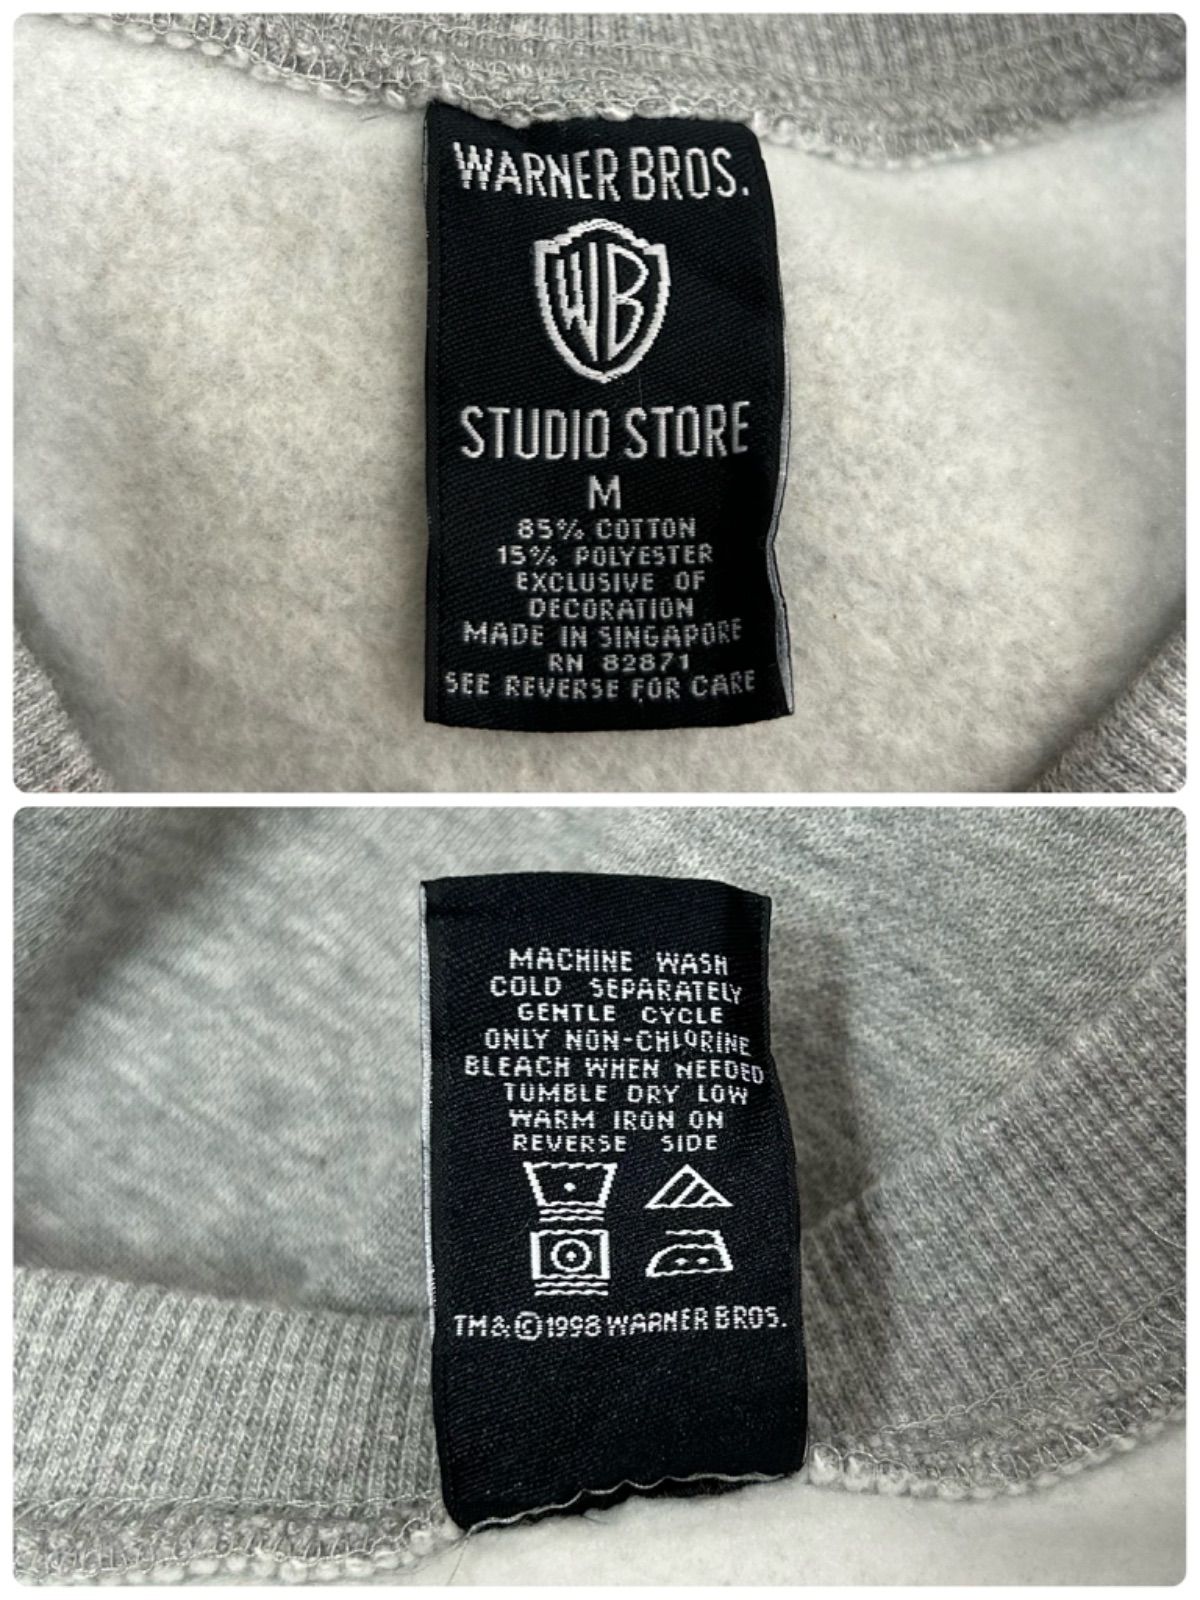 WARNER BROS.
WB
STUDIO STORE
M
85% COTTON
15% POLYESTER
EXCLUSIVE OF
DECORATION
MADE IN SINGAPORE
RN 82871
SEE REVERSE FOR CARE
MACHINE WASH
COLD SEPARATELY
GENTLE CYCLE
ONLY NON-CHLORINE
BLEACH WHEN NEEDED
TUMBLE DRY LOW
WARM IRON ON
REVERSE SIDE
TM & © 1998 WARNER BROS.